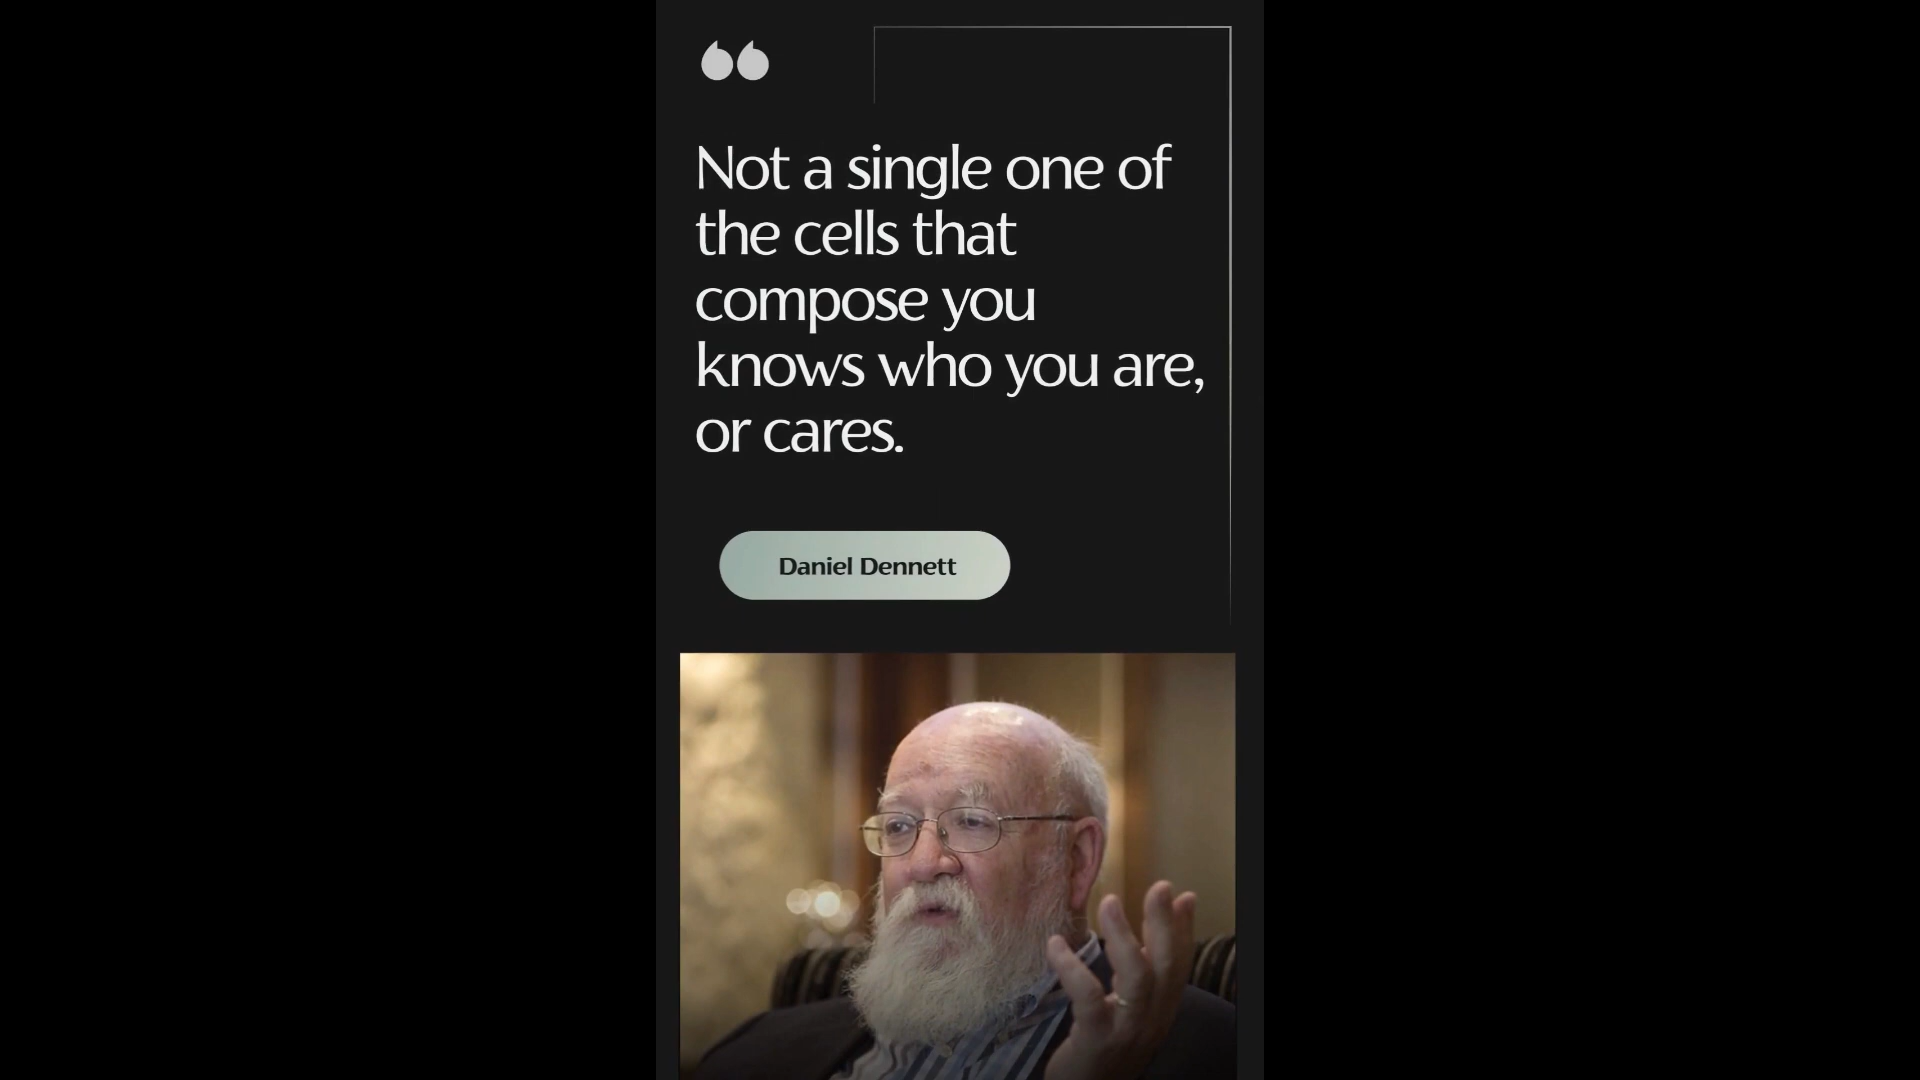 Not a single one of
the cells that
compose you
knows who you are,
or cares.
Daniel Dennett